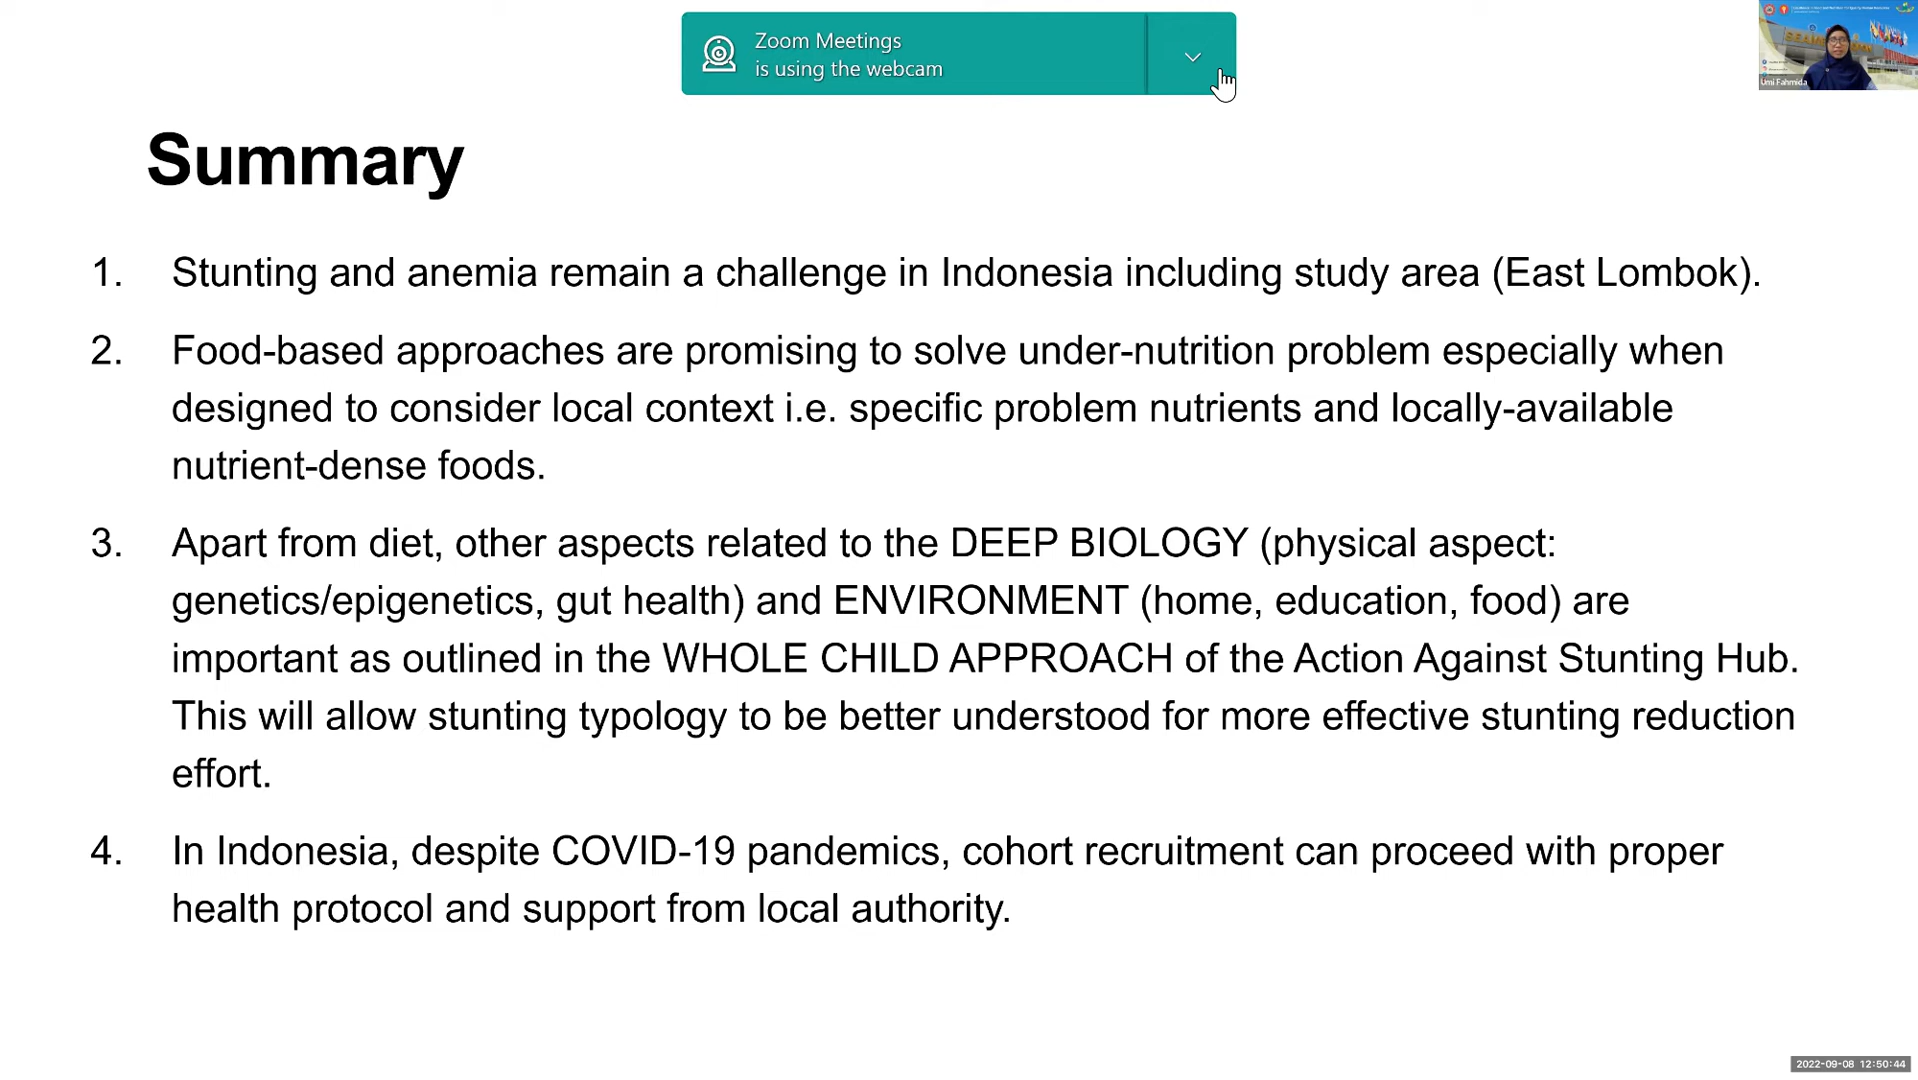 Zoom Meetings
is using the webcam
Umi Fahmida
Summary
1. Stunting and anemia remain a challenge in Indonesia including study area (East Lombok).
2. Food-based approaches are promising to solve under-nutrition problem especially when
designed to consider local context i.e. specific problem nutrients and locally-available
nutrient-dense foods.
3. Apart from diet, other aspects related to the DEEP BIOLOGY (physical aspect:
genetics/epigenetics, gut health) and ENVIRONMENT (home, education, food) are
important as outlined in the WHOLE CHILD APPROACH of the Action Against Stunting Hub.
This will allow stunting typology to be better understood for more effective stunting reduction
effort.
4. In Indonesia, despite COVID-19 pandemics, cohort recruitment can proceed with proper
health protocol and support from local authority.
2022-09-08 12:50:44